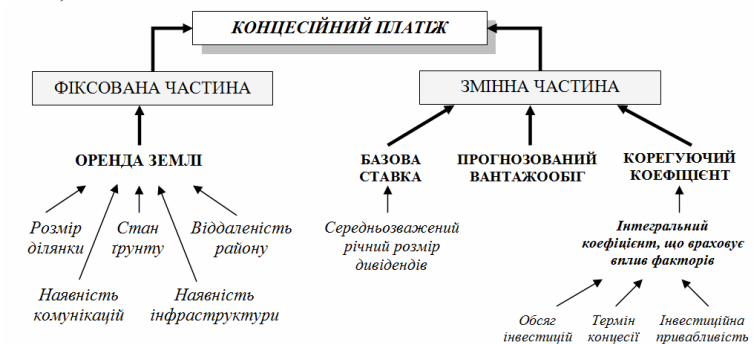 КОНЦЕСІЙНИЙ ПЛАТІЖ
ФІКСОВАНА ЧАСТИНА
ЗМІННА ЧАСТИНА
ОРЕНДА ЗЕМЛІ
БАЗОВА
СТАВКА
ПРОГНОЗОВАНИЙ
ВАНТАЖООБІГ
КОРЕГУЮЧИЙ
КОЕФІЦІЄНТ
Розмір
ділянки
Стан
ґрунту
Віддаленість
району
Наявність
комунікацій
Наявність
інфраструктури
Середньозважений
річний розмір
дивідендів
Інтегральний
коефіцієнт, що враховує
вплив факторів
Обсяг
інвестицій
Термін
концесії
Інвестиційна
привабливість